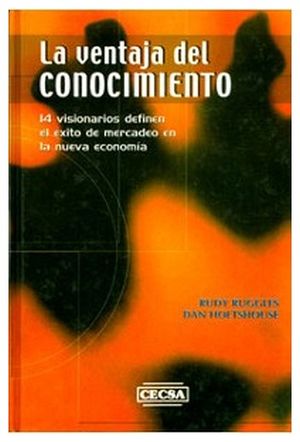 La ventaja del
CONOCIMIENTO
14 visionarios definen
el exito de mercadeo en
la nueva economía
RUDY RUGGLES
DAN HOLTSHOUSE
CECSA